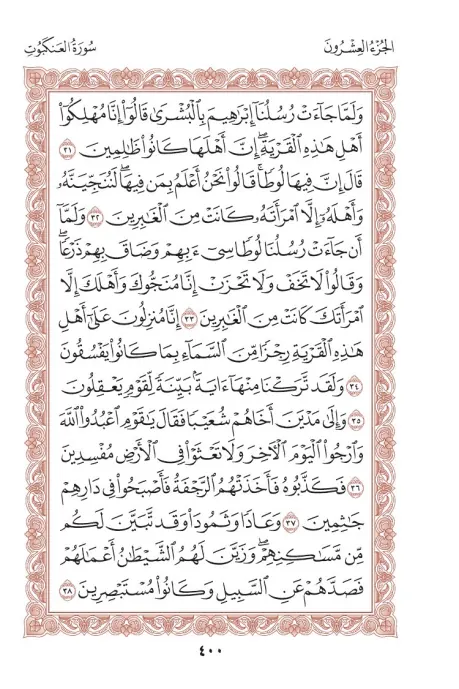 الجُزْءُ العِشْرُونَ
سُورَةُ العَنكَبُوتِ
وَلَمَّا جَآءَتْ رُسُلُنَآ إِبْرَٰهِيمَ بِٱلْبُشْرَىٰ قَالُوٓا۟ إِنَّا مُهْلِكُوٓا۟
أَهْلِ هَٰذِهِ ٱلْقَرْيَةِ ۖ إِنَّ أَهْلَهَا كَانُوا۟ ظَٰلِمِينَ ٣١
قَالَ إِنَّ فِيهَا لُوطًا ۚ قَالُوا۟ نَحْنُ أَعْلَمُ بِمَن فِيهَا ۖ لَنُنَجِّيَنَّهُۥ
وَأَهْلَهُۥٓ إِلَّا ٱمْرَأَتَهُۥ كَانَتْ مِنَ ٱلْغَٰبِرِينَ ٣٢ وَلَمَّآ
أَن جَآءَتْ رُسُلُنَا لُوطًا سِىٓءَ بِهِمْ وَضَاقَ بِهِمْ ذَرْعًا ۖ
وَقَالُوا۟ لَا تَخَفْ وَلَا تَحْزَنْ ۖ إِنَّا مُنَجُّوكَ وَأَهْلَكَ إِلَّا
ٱمْرَأَتَكَ كَانَتْ مِنَ ٱلْغَٰبِرِينَ ٣٣ إِنَّا مُنزِلُونَ عَلَىٰٓ أَهْلِ
هَٰذِهِ ٱلْقَرْيَةِ رِجْزًا مِّنَ ٱلسَّمَآءِ بِمَا كَانُوا۟ يَفْسُقُونَ
٣٤ وَلَقَد تَّرَكْنَا مِنْهَآ ءَايَةًۢ بَيِّنَةً لِّقَوْمٍ يَعْقِلُونَ
٣٥ وَإِلَىٰ مَدْيَنَ أَخَاهُمْ شُعَيْبًا فَقَالَ يَٰقَوْمِ ٱعْبُدُوا۟ ٱللَّهَ
وَٱرْجُوا۟ ٱلْيَوْمَ ٱلْءَاخِرَ وَلَا تَعْثَوْا۟ فِى ٱلْأَرْضِ مُفْسِدِينَ
٣٦ فَكَذَّبُوهُ فَأَخَذَتْهُمُ ٱلرَّجْفَةُ فَأَصْبَحُوا۟ فِى دَارِهِمْ
جَٰثِمِينَ ٣٧ وَعَادًا وَثَمُودَا۟ وَقَد تَّبَيَّنَ لَكُم
مِّن مَّسَٰكِنِهِمْ ۖ وَزَيَّنَ لَهُمُ ٱلشَّيْطَٰنُ أَعْمَٰلَهُمْ
فَصَدَّهُمْ عَنِ ٱلسَّبِيلِ وَكَانُوا۟ مُسْتَبْصِرِينَ ٣٨
٤٠٠